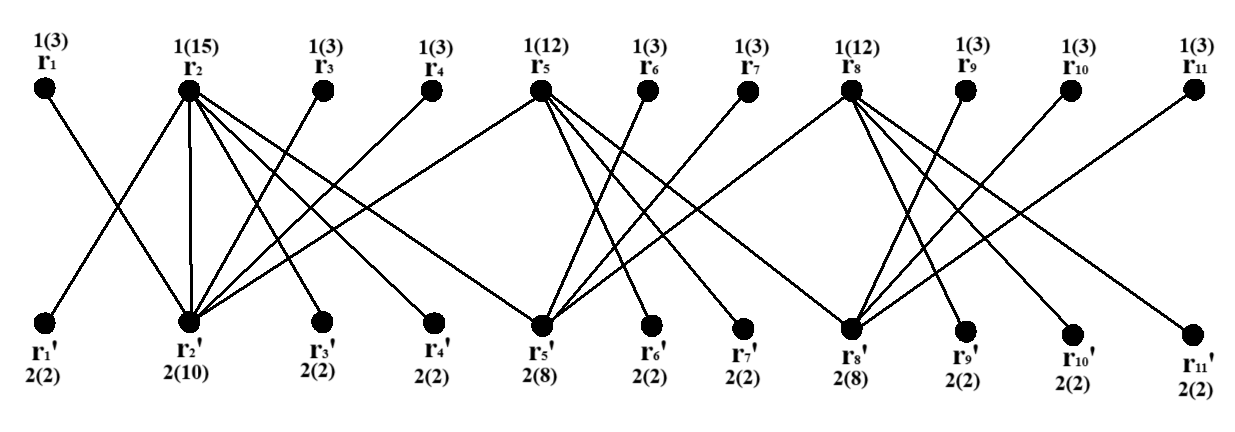 1(3) 1(15) 1(3) 1(3) 1(12) 1(3) 1(3) 1(12) 1(3) 1(3) 1(3)
r₁ r₂ r₃ r₄ r₅ r₆ r₇ r₈ r₉ r₁₀ r₁₁
r₁' r₂' r₃' r₄' r₅' r₆' r₇' r₈' r₉' r₁₀' r₁₁'
2(2) 2(10) 2(2) 2(2) 2(8) 2(2) 2(2) 2(8) 2(2) 2(2) 2(2)